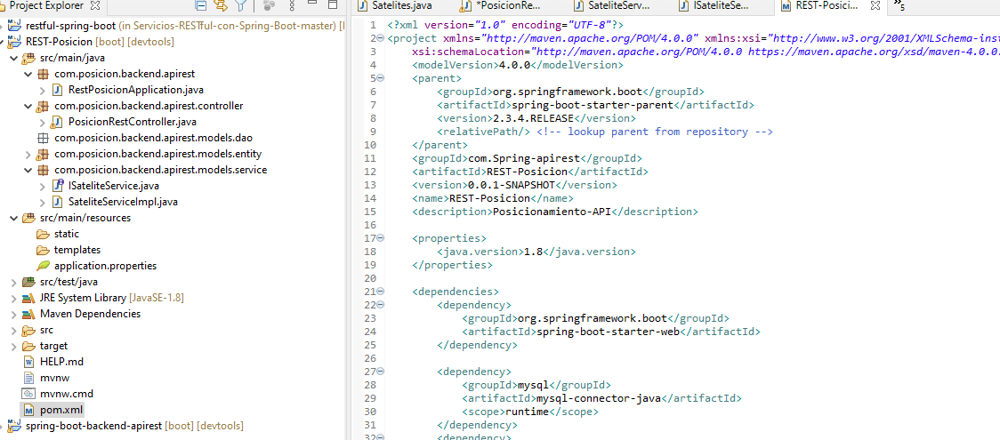 Project Explorer
restful-spring-boot (in Servicios-RESTful-con-Spring-Boot-master) [
REST-Posicion [boot] [devtools]
src/main/java
com.posicion.backend.apirest
RestPosicionApplication.java
com.posicion.backend.apirest.controller
PosicionRestController.java
com.posicion.backend.apirest.models.dao
com.posicion.backend.apirest.models.entity
com.posicion.backend.apirest.models.service
ISateliteService.java
SateliteServiceImpl.java
src/main/resources
static
templates
application.properties
src/test/java
JRE System Library [JavaSE-1.8]
Maven Dependencies
src
target
HELP.md
mvnw
mvnw.cmd
pom.xml
spring-boot-backend-apirest [boot] [devtools]
Satelites.java *PosicionRe... SateliteServ... ISateliteSe... REST-Posici... 5
1 <?xml version="1.0" encoding="UTF-8"?>
2 <project xmlns="http://maven.apache.org/POM/4.0.0" xmlns:xsi="http://www.w3.org/2001/XMLSchema-inst
3 xsi:schemaLocation="http://maven.apache.org/POM/4.0.0 https://maven.apache.org/xsd/maven-4.0.0.
4 <modelVersion>4.0.0</modelVersion>
5 <parent>
6 <groupId>org.springframework.boot</groupId>
7 <artifactId>spring-boot-starter-parent</artifactId>
8 <version>2.3.4.RELEASE</version>
9 <relativePath/> <!-- lookup parent from repository -->
10 </parent>
11 <groupId>com.Spring-apirest</groupId>
12 <artifactId>REST-Posicion</artifactId>
13 <version>0.0.1-SNAPSHOT</version>
14 <name>REST-Posicion</name>
15 <description>Posicionamiento-API</description>
16
17 <properties>
18 <java.version>1.8</java.version>
19 </properties>
20
21 <dependencies>
22 <dependency>
23 <groupId>org.springframework.boot</groupId>
24 <artifactId>spring-boot-starter-web</artifactId>
25 </dependency>
26
27 <dependency>
28 <groupId>mysql</groupId>
29 <artifactId>mysql-connector-java</artifactId>
30 <scope>runtime</scope>
31 </dependency>
32 <dependency>